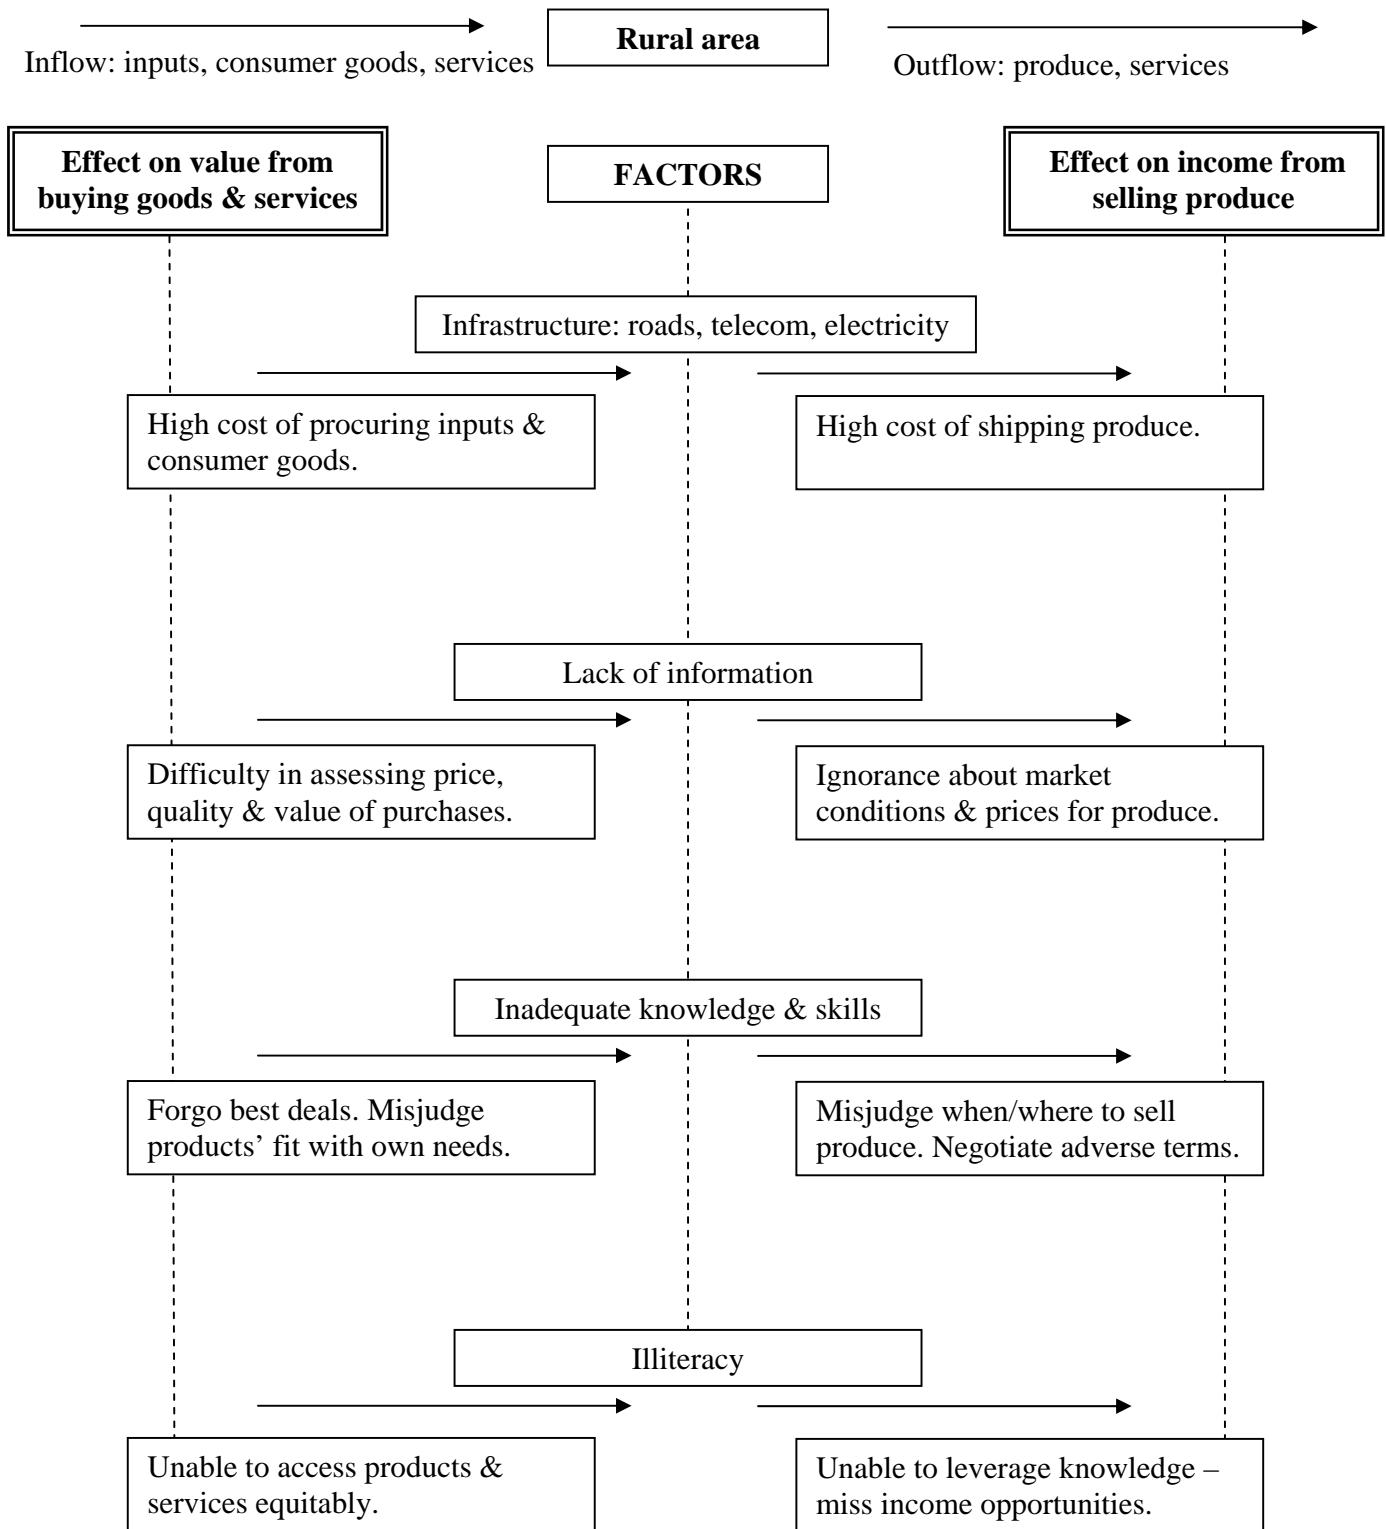 Rural area
Inflow: inputs, consumer goods, services
Outflow: produce, services
Effect on value from
buying goods & services
FACTORS
Effect on income from
selling produce
Infrastructure: roads, telecom, electricity
High cost of procuring inputs &
consumer goods.
High cost of shipping produce.
Lack of information
Difficulty in assessing price,
quality & value of purchases.
Ignorance about market
conditions & prices for produce.
Inadequate knowledge & skills
Forgo best deals. Misjudge
products’ fit with own needs.
Misjudge when/where to sell
produce. Negotiate adverse terms.
Illiteracy
Unable to access products &
services equitably.
Unable to leverage knowledge –
miss income opportunities.